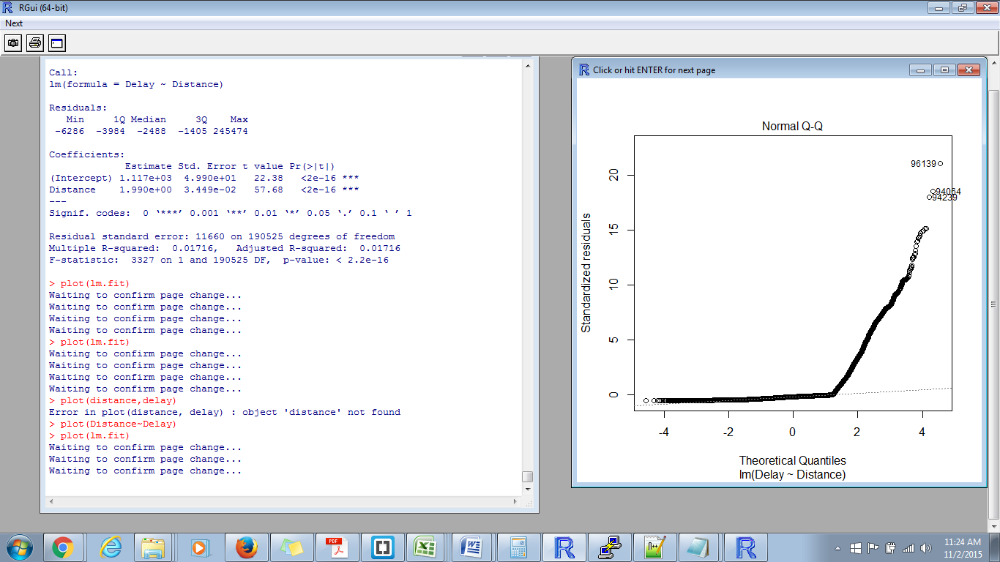 RGui (64-bit)
Next
Call:
lm(formula = Delay ~ Distance)
Residuals:
   Min     1Q Median     3Q    Max
 -6286  -3984  -2488  -1405 245474
Coefficients:
             Estimate Std. Error t value Pr(>|t|)
(Intercept) 1.117e+03  4.990e+01   22.38   <2e-16 ***
Distance    1.990e+00  3.449e-02   57.68   <2e-16 ***
---
Signif. codes:  0 ‘***’ 0.001 ‘**’ 0.01 ‘*’ 0.05 ‘.’ 0.1 ‘ ’ 1
Residual standard error: 11660 on 190525 degrees of freedom
Multiple R-squared:  0.01716,   Adjusted R-squared:  0.01716
F-statistic:  3327 on 1 and 190525 DF,  p-value: < 2.2e-16
> plot(lm.fit)
Waiting to confirm page change...
Waiting to confirm page change...
Waiting to confirm page change...
Waiting to confirm page change...
> plot(lm.fit)
Waiting to confirm page change...
Waiting to confirm page change...
Waiting to confirm page change...
Waiting to confirm page change...
> plot(distance,delay)
Error in plot(distance, delay) : object 'distance' not found
> plot(Distance~Delay)
> plot(lm.fit)
Waiting to confirm page change...
Waiting to confirm page change...
Waiting to confirm page change...
Click or hit ENTER for next page
Normal Q-Q
Standardized residuals
20
15
10
5
0
96139
94064
94239
-4 -2 0 2 4
Theoretical Quantiles
lm(Delay ~ Distance)
PDF
11:24 AM
11/2/2015